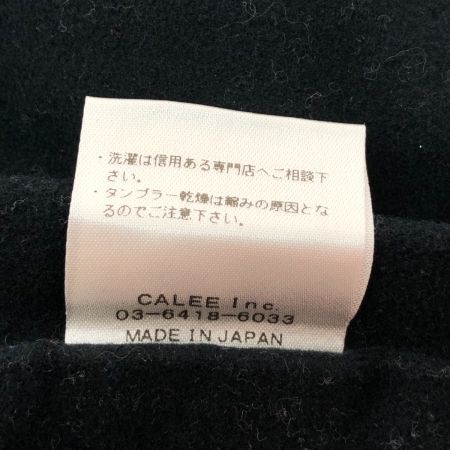 ・洗濯は信用ある専門店へご相談下
さい。
・タンブラー乾燥は縮みの原因とな
るのでご注意下さい。
CALEE Inc.
03-6418-6033
MADE IN JAPAN